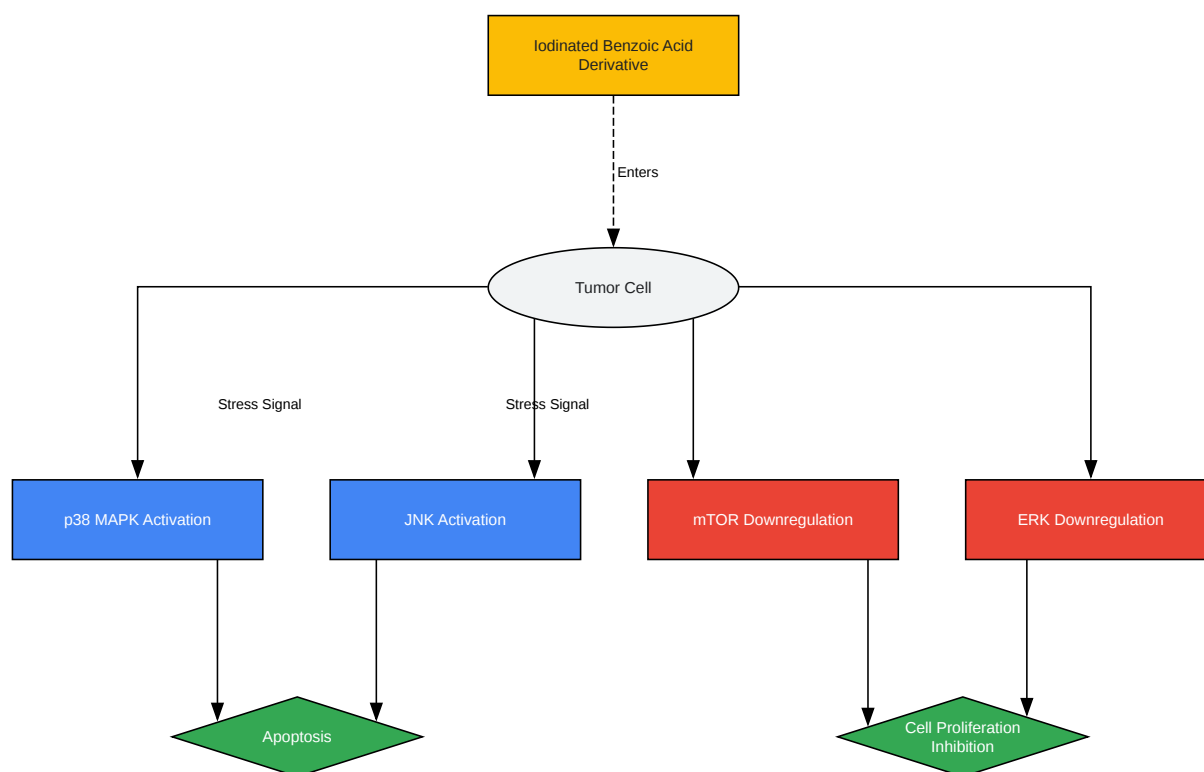 Iodinated Benzoic Acid
Derivative
Enters
Tumor Cell
Stress Signal
Stress Signal
p38 MAPK Activation
JNK Activation
mTOR Downregulation
ERK Downregulation
Apoptosis
Cell Proliferation
Inhibition